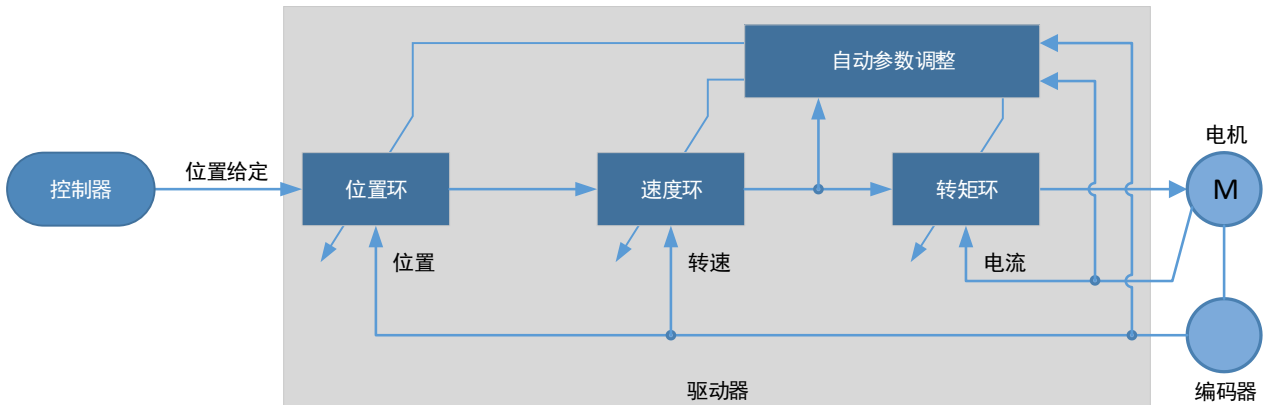 自动参数调整
电机
控制器
位置给定
位置环
速度环
转矩环
M
位置
转速
电流
驱动器
编码器